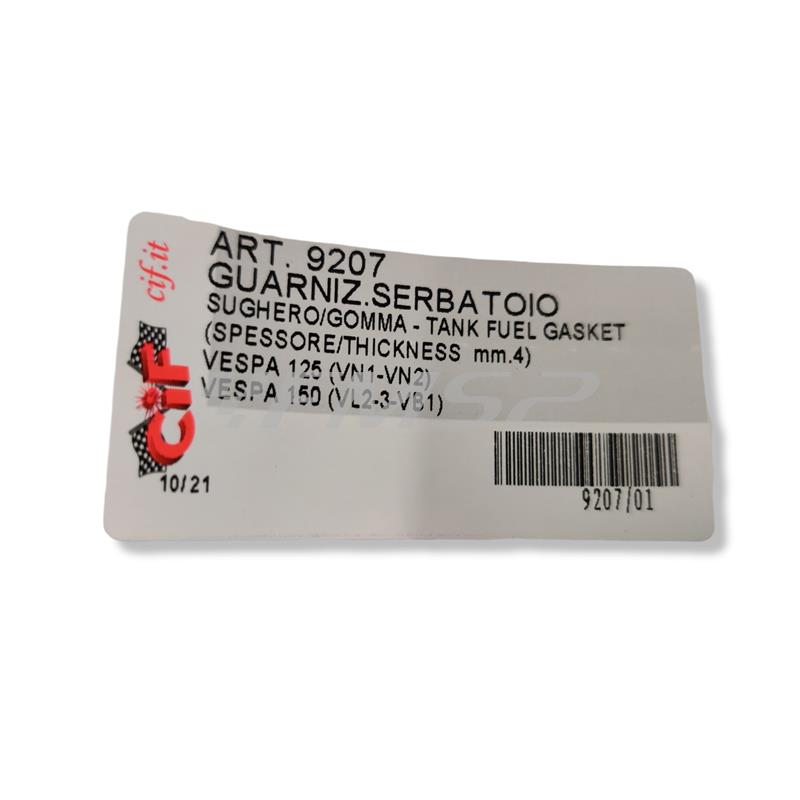 ART. 9207
GUARNIZ.SERBATOIO
SUGHERO/GOMMA - TANK FUEL GASKET
(SPESSORE/THICKNESS mm.4)
VESPA 125 (VN1-VN2)
VESPA 150 (VL2-3-VB1)
cif.it
CiF
10/21
9207/01